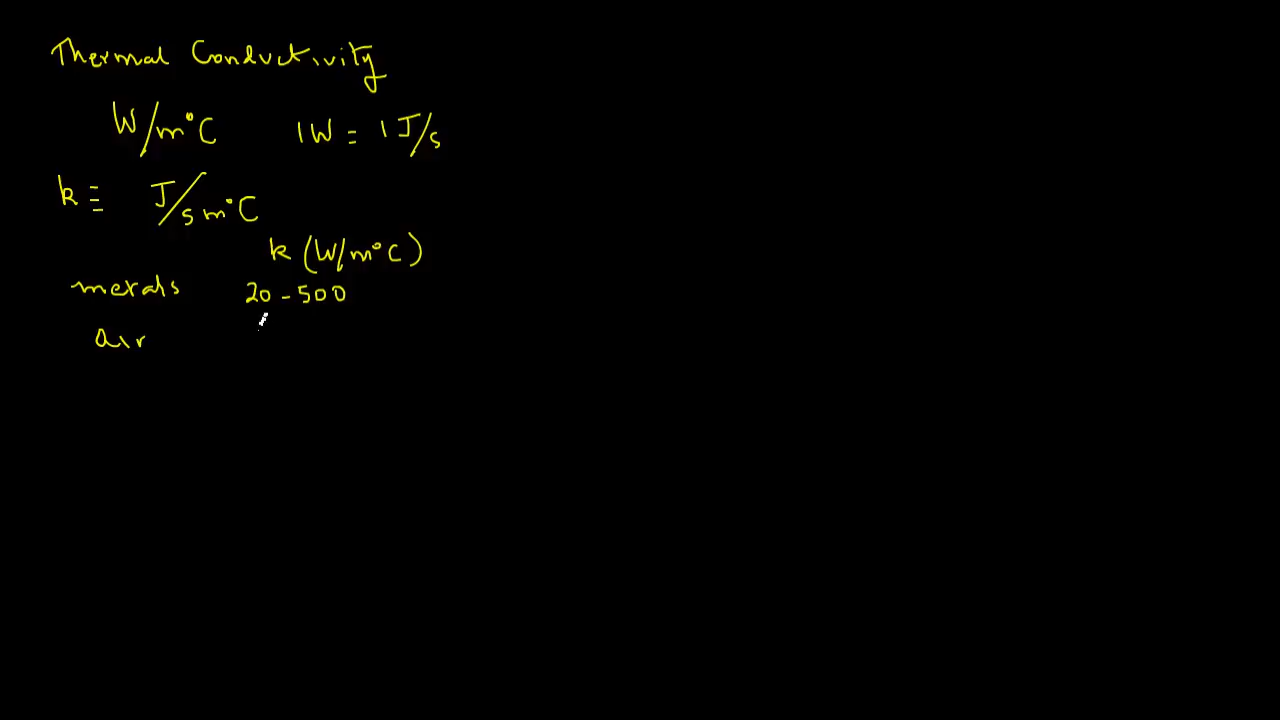 Thermal Conductivity
W/m°C 1W = 1 J/s
k ≡ J/s m°C
k (W/m°C)
metals 20 - 500
air